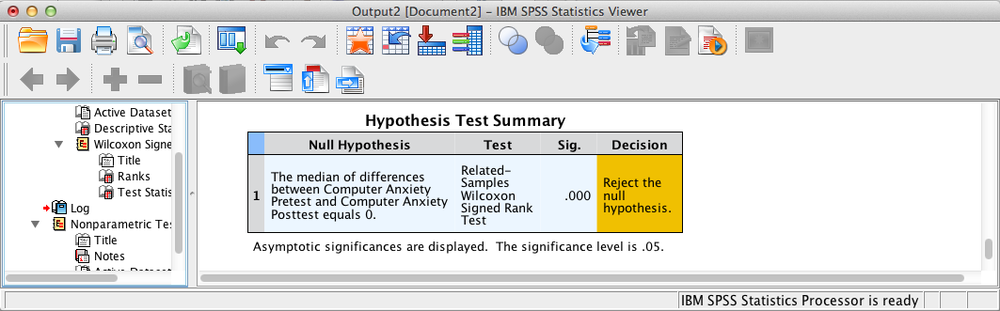 Output2 [Document2] – IBM SPSS Statistics Viewer
Active Dataset
Descriptive Sta
Wilcoxon Signe
Title
Ranks
Test Statis
Log
Nonparametric Te
Title
Notes
Active Dataset
Hypothesis Test Summary
Null Hypothesis Test Sig. Decision
1
The median of differences
between Computer Anxiety
Pretest and Computer Anxiety
Posttest equals 0.
Related-
Samples
Wilcoxon
Signed Rank
Test
.000
Reject the
null
hypothesis.
Asymptotic significances are displayed. The significance level is .05.
IBM SPSS Statistics Processor is ready